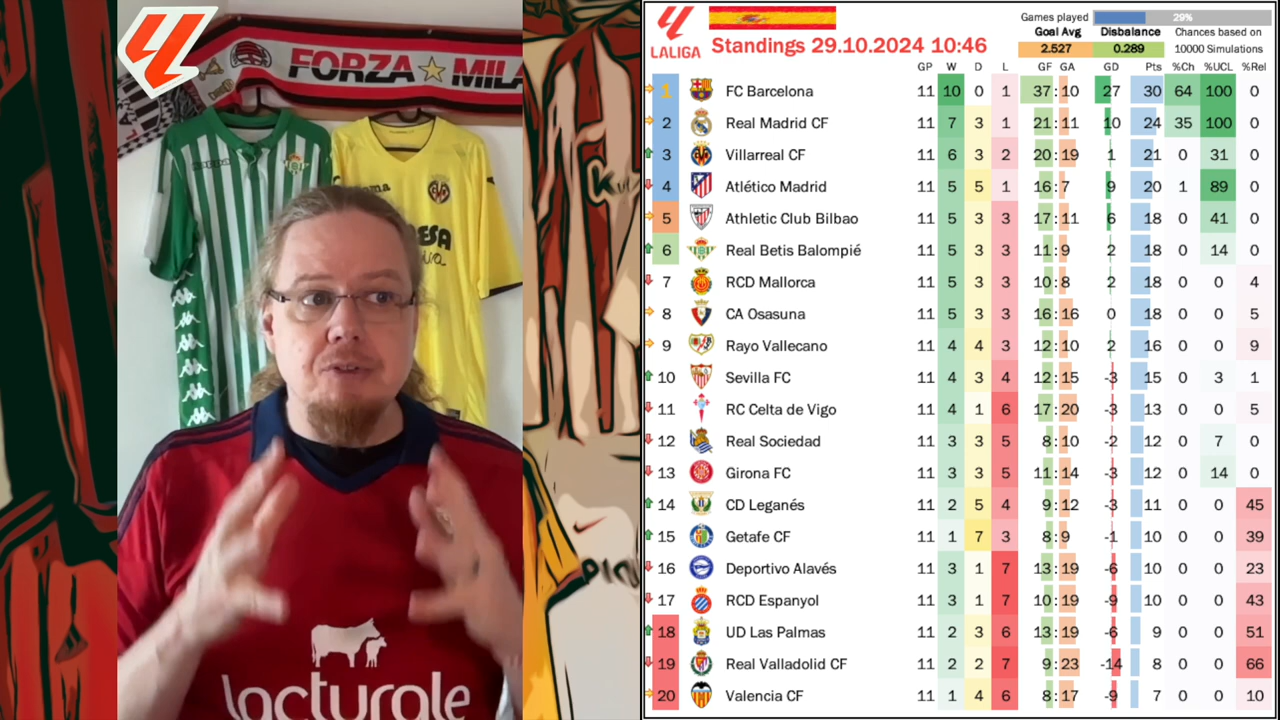 FORZA ★ MILA
lacturale
LALIGA
Standings 29.10.2024 10:46
Games played 29%
Goal Avg Disbalance Chances based on
2.527 0.289 10000 Simulations
GP W D L GF GA GD Pts %Ch %UCL %Rel
1 FC Barcelona 11 10 0 1 37:10 27 30 64 100 0
2 Real Madrid CF 11 7 3 1 21:11 10 24 35 100 0
3 Villarreal CF 11 6 3 2 20:19 1 21 0 31 0
4 Atlético Madrid 11 5 5 1 16:7 9 20 1 89 0
5 Athletic Club Bilbao 11 5 3 3 17:11 6 18 0 41 0
6 Real Betis Balompié 11 5 3 3 11:9 2 18 0 14 0
7 RCD Mallorca 11 5 3 3 10:8 2 18 0 0 4
8 CA Osasuna 11 5 3 3 16:16 0 18 0 0 5
9 Rayo Vallecano 11 4 4 3 12:10 2 16 0 0 9
10 Sevilla FC 11 4 3 4 12:15 -3 15 0 3 1
11 RC Celta de Vigo 11 4 1 6 17:20 -3 13 0 0 5
12 Real Sociedad 11 3 3 5 8:10 -2 12 0 7 0
13 Girona FC 11 3 3 5 11:14 -3 12 0 14 0
14 CD Leganés 11 2 5 4 9:12 -3 11 0 0 45
15 Getafe CF 11 1 7 3 8:9 -1 10 0 0 39
16 Deportivo Alavés 11 3 1 7 13:19 -6 10 0 0 23
17 RCD Espanyol 11 3 1 7 10:19 -9 10 0 0 43
18 UD Las Palmas 11 2 3 6 13:19 -6 9 0 0 51
19 Real Valladolid CF 11 2 2 7 9:23 -14 8 0 0 66
20 Valencia CF 11 1 4 6 8:17 -9 7 0 0 10